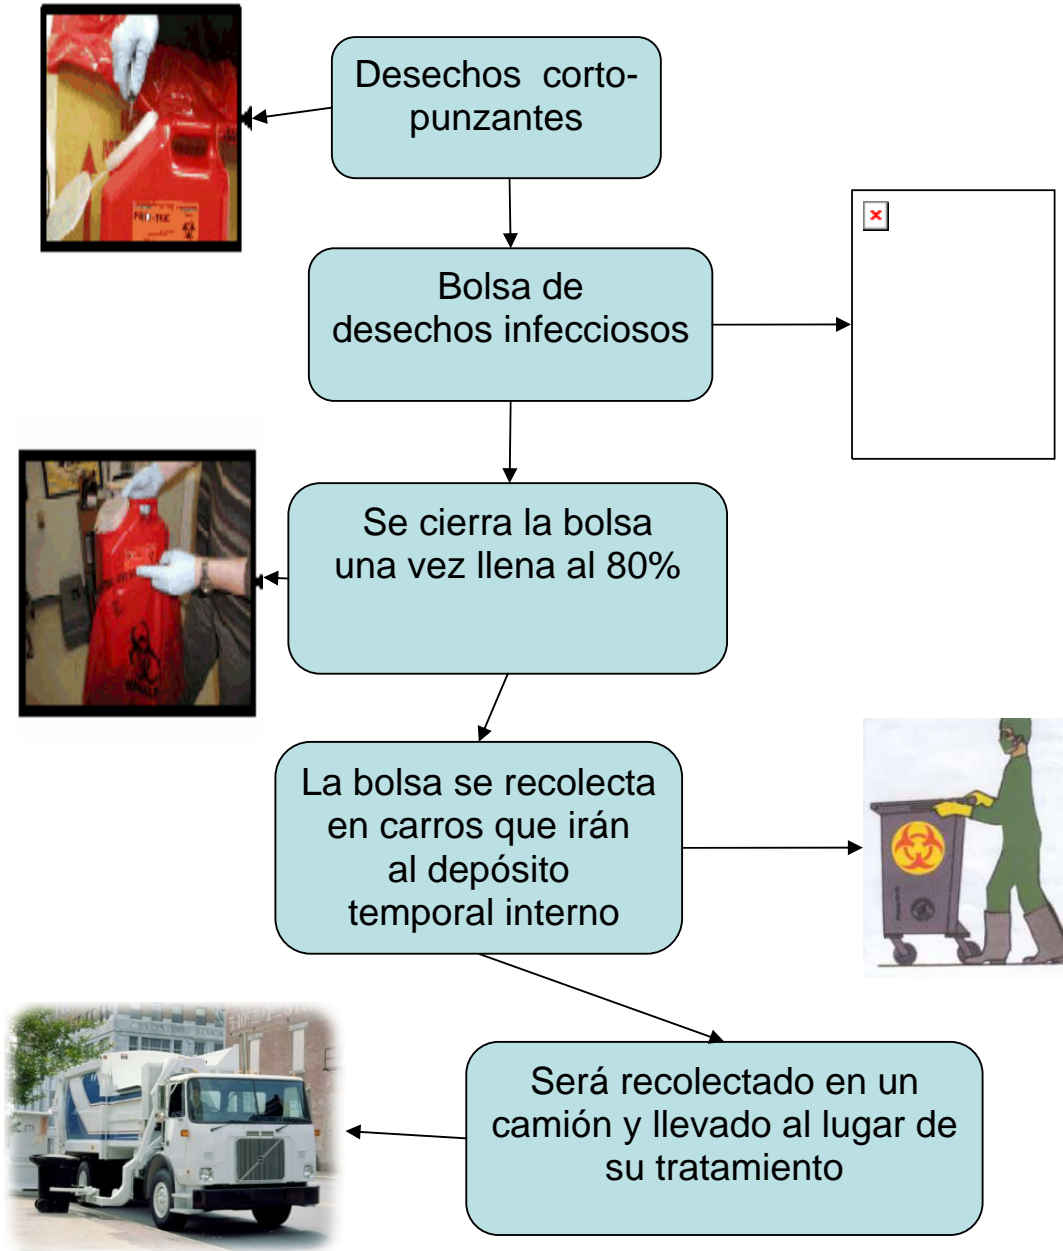 Desechos corto-
punzantes
Bolsa de
desechos infecciosos
Se cierra la bolsa
una vez llena al 80%
La bolsa se recolecta
en carros que irán
al depósito
temporal interno
Será recolectado en un
camión y llevado al lugar de
su tratamiento